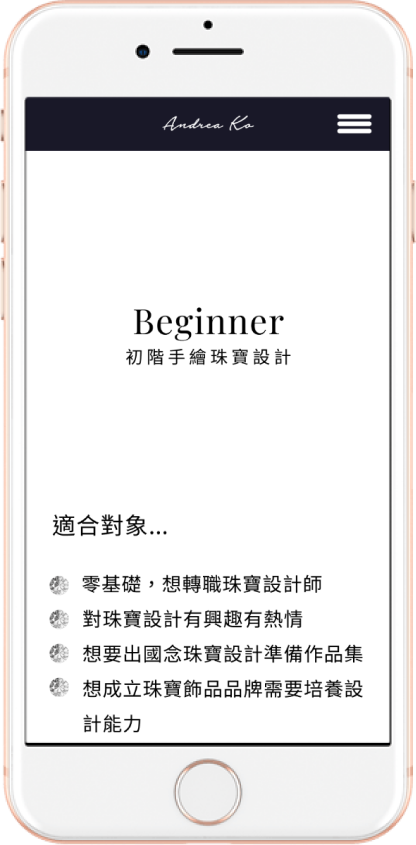 Andrea Ko
Beginner
初階手繪珠寶設計
適合對象...
零基礎，想轉職珠寶設計師
對珠寶設計有興趣有熱情
想要出國念珠寶設計準備作品集
想成立珠寶飾品品牌需要培養設
計能力